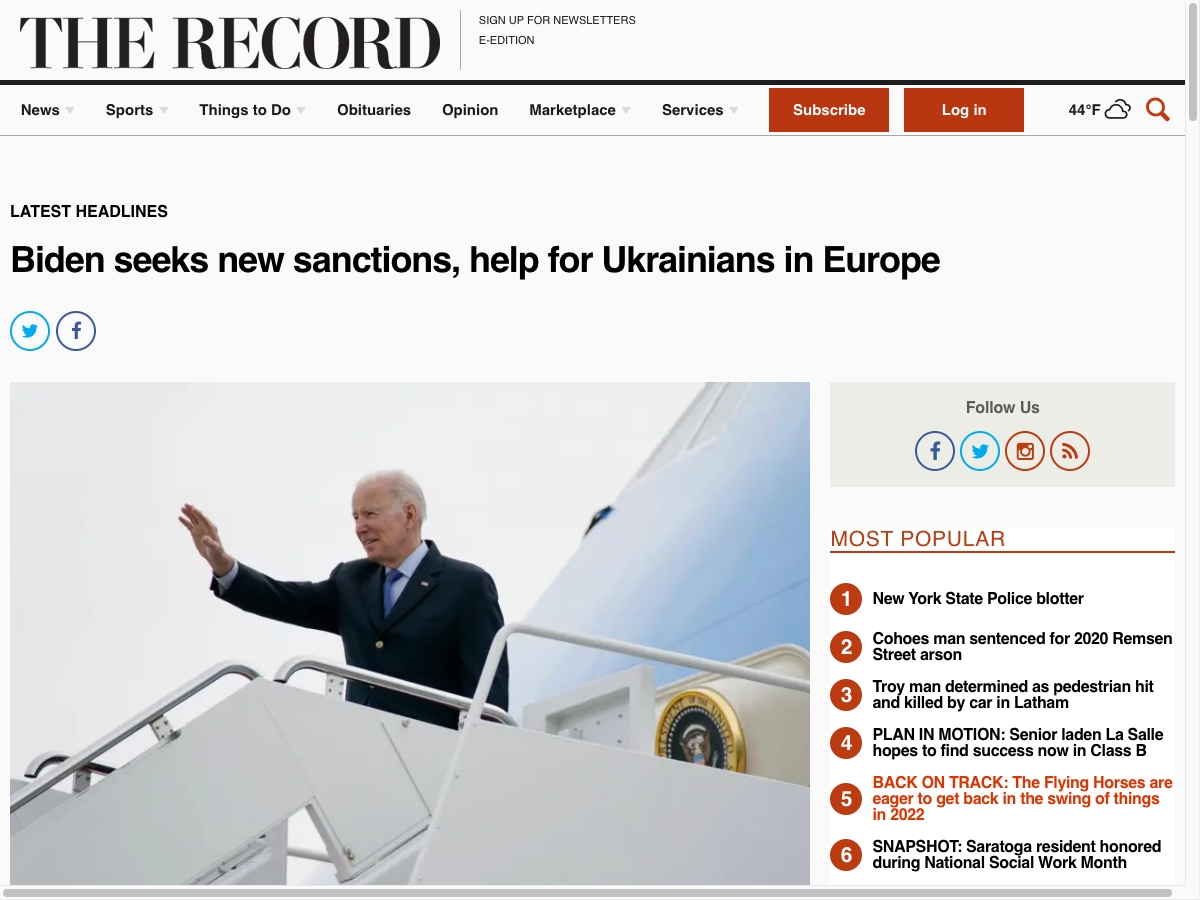 THE RECORD
SIGN UP FOR NEWSLETTERS
E-EDITION
News
Sports
Things to Do
Obituaries
Opinion
Marketplace
Services
Subscribe
Log in
44°F
LATEST HEADLINES
Biden seeks new sanctions, help for Ukrainians in Europe
Follow Us
MOST POPULAR
1
New York State Police blotter
2
Cohoes man sentenced for 2020 Remsen
Street arson
3
Troy man determined as pedestrian hit
and killed by car in Latham
4
PLAN IN MOTION: Senior laden La Salle
hopes to find success now in Class B
5
BACK ON TRACK: The Flying Horses are
eager to get back in the swing of things
in 2022
6
SNAPSHOT: Saratoga resident honored
during National Social Work Month